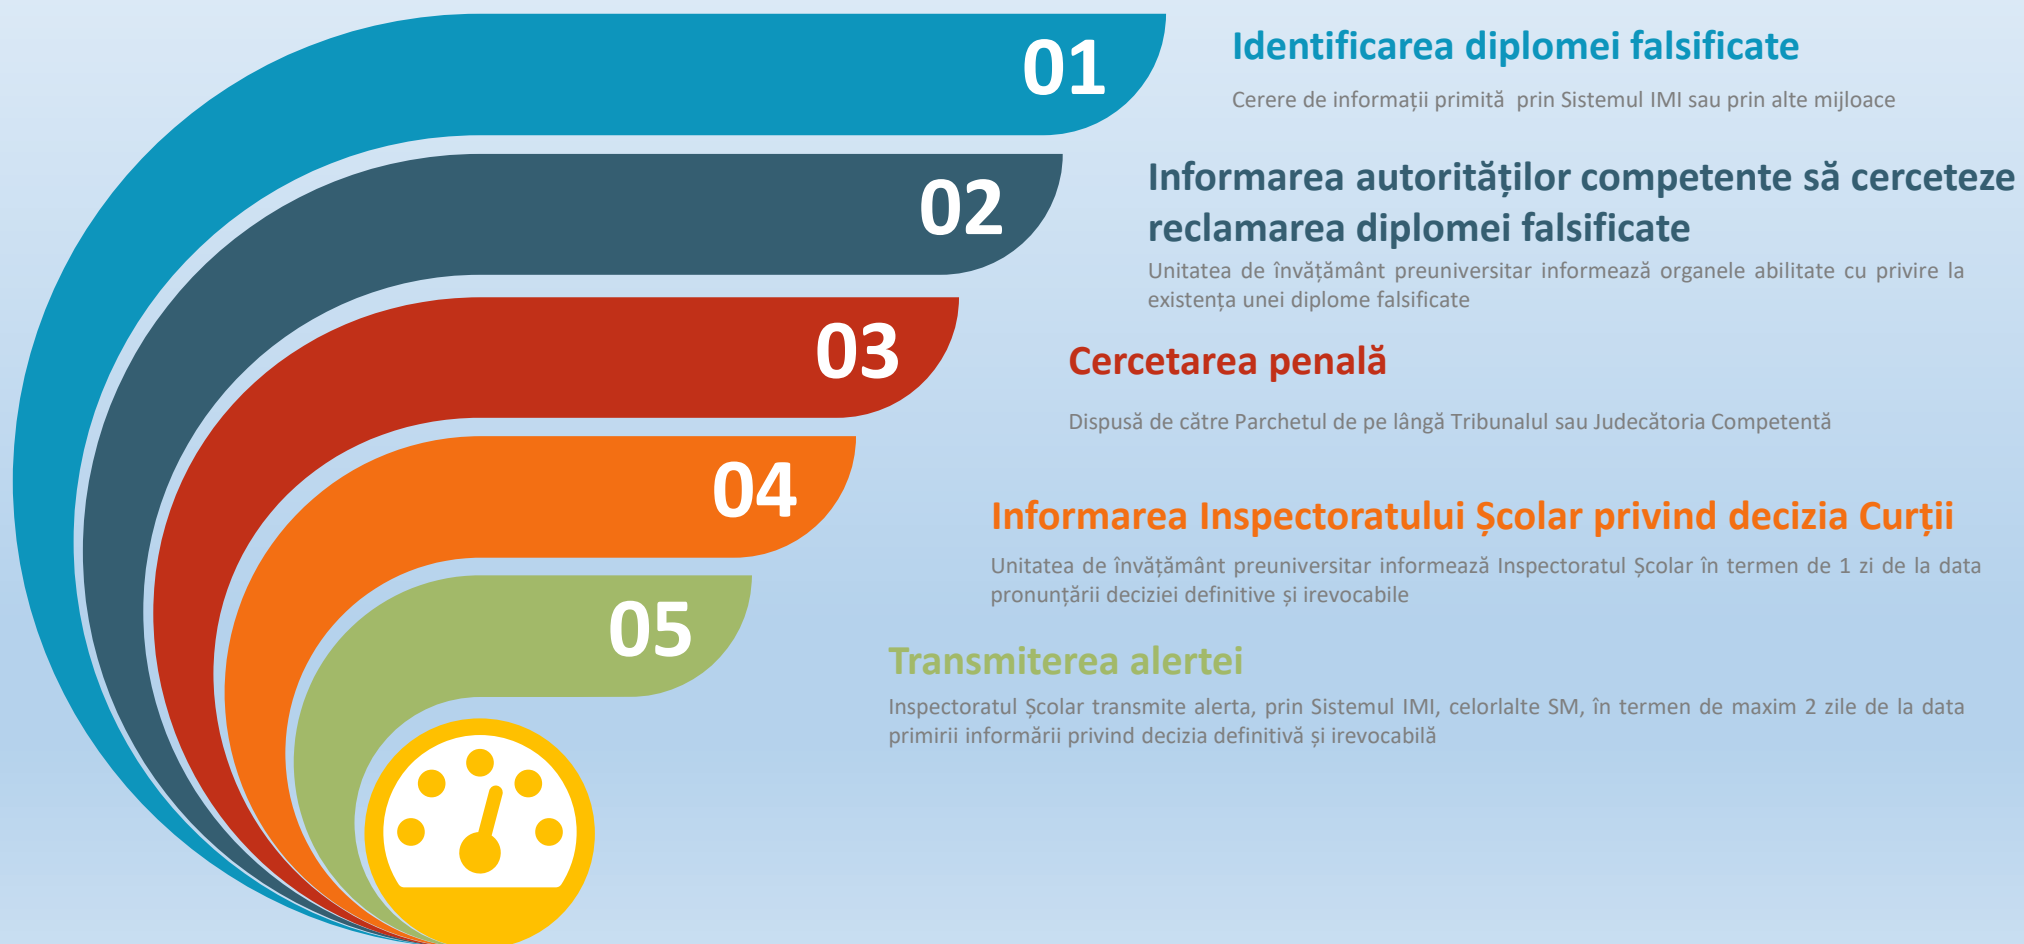 01
Identificarea diplomei falsificate
Cerere de informații primită prin Sistemul IMI sau prin alte mijloace
02
Informarea autorităților competente să cerceteze
reclamarea diplomei falsificate
Unitatea de învățământ preuniversitar informează organele abilitate cu privire la
existența unei diplome falsificate
03
Cercetarea penală
Dispusă de către Parchetul de pe lângă Tribunalul sau Judecătoria Competentă
04
Informarea Inspectoratului Școlar privind decizia Curții
Unitatea de învățământ preuniversitar informează Inspectoratul Școlar în termen de 1 zi de la data
pronunțării deciziei definitive și irevocabile
05
Transmiterea alertei
Inspectoratul Școlar transmite alerta, prin Sistemul IMI, celorlalte SM, în termen de maxim 2 zile de la data
primirii informării privind decizia definitivă și irevocabilă